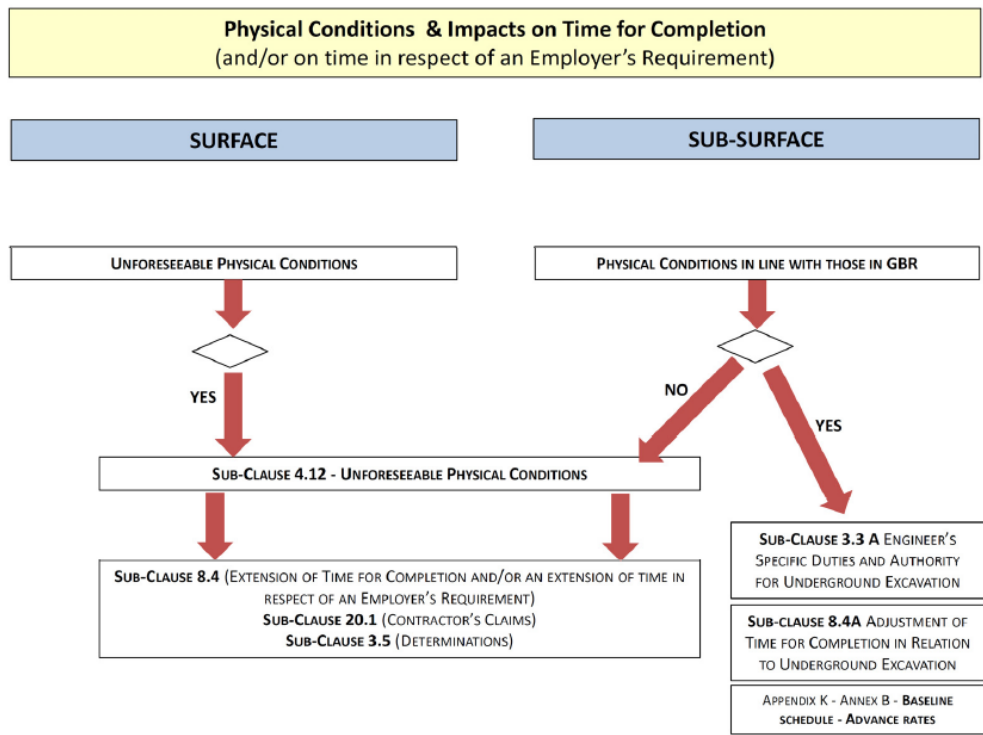 Physical Conditions & Impacts on Time for Completion
(and/or on time in respect of an Employer's Requirement)
SURFACE
SUB-SURFACE
UNFORESEEABLE PHYSICAL CONDITIONS
PHYSICAL CONDITIONS IN LINE WITH THOSE IN GBR
YES
NO
YES
SUB-CLAUSE 4.12 - UNFORESEEABLE PHYSICAL CONDITIONS
SUB-CLAUSE 8.4 (EXTENSION OF TIME FOR COMPLETION AND/OR AN EXTENSION OF TIME IN
RESPECT OF AN EMPLOYER'S REQUIREMENT)
SUB-CLAUSE 20.1 (CONTRACTOR'S CLAIMS)
SUB-CLAUSE 3.5 (DETERMINATIONS)
SUB-CLAUSE 3.3 A ENGINEER'S
SPECIFIC DUTIES AND AUTHORITY
FOR UNDERGROUND EXCAVATION
SUB-CLAUSE 8.4A ADJUSTMENT OF
TIME FOR COMPLETION IN RELATION
TO UNDERGROUND EXCAVATION
APPENDIX K - ANNEX B - BASELINE
SCHEDULE - ADVANCE RATES